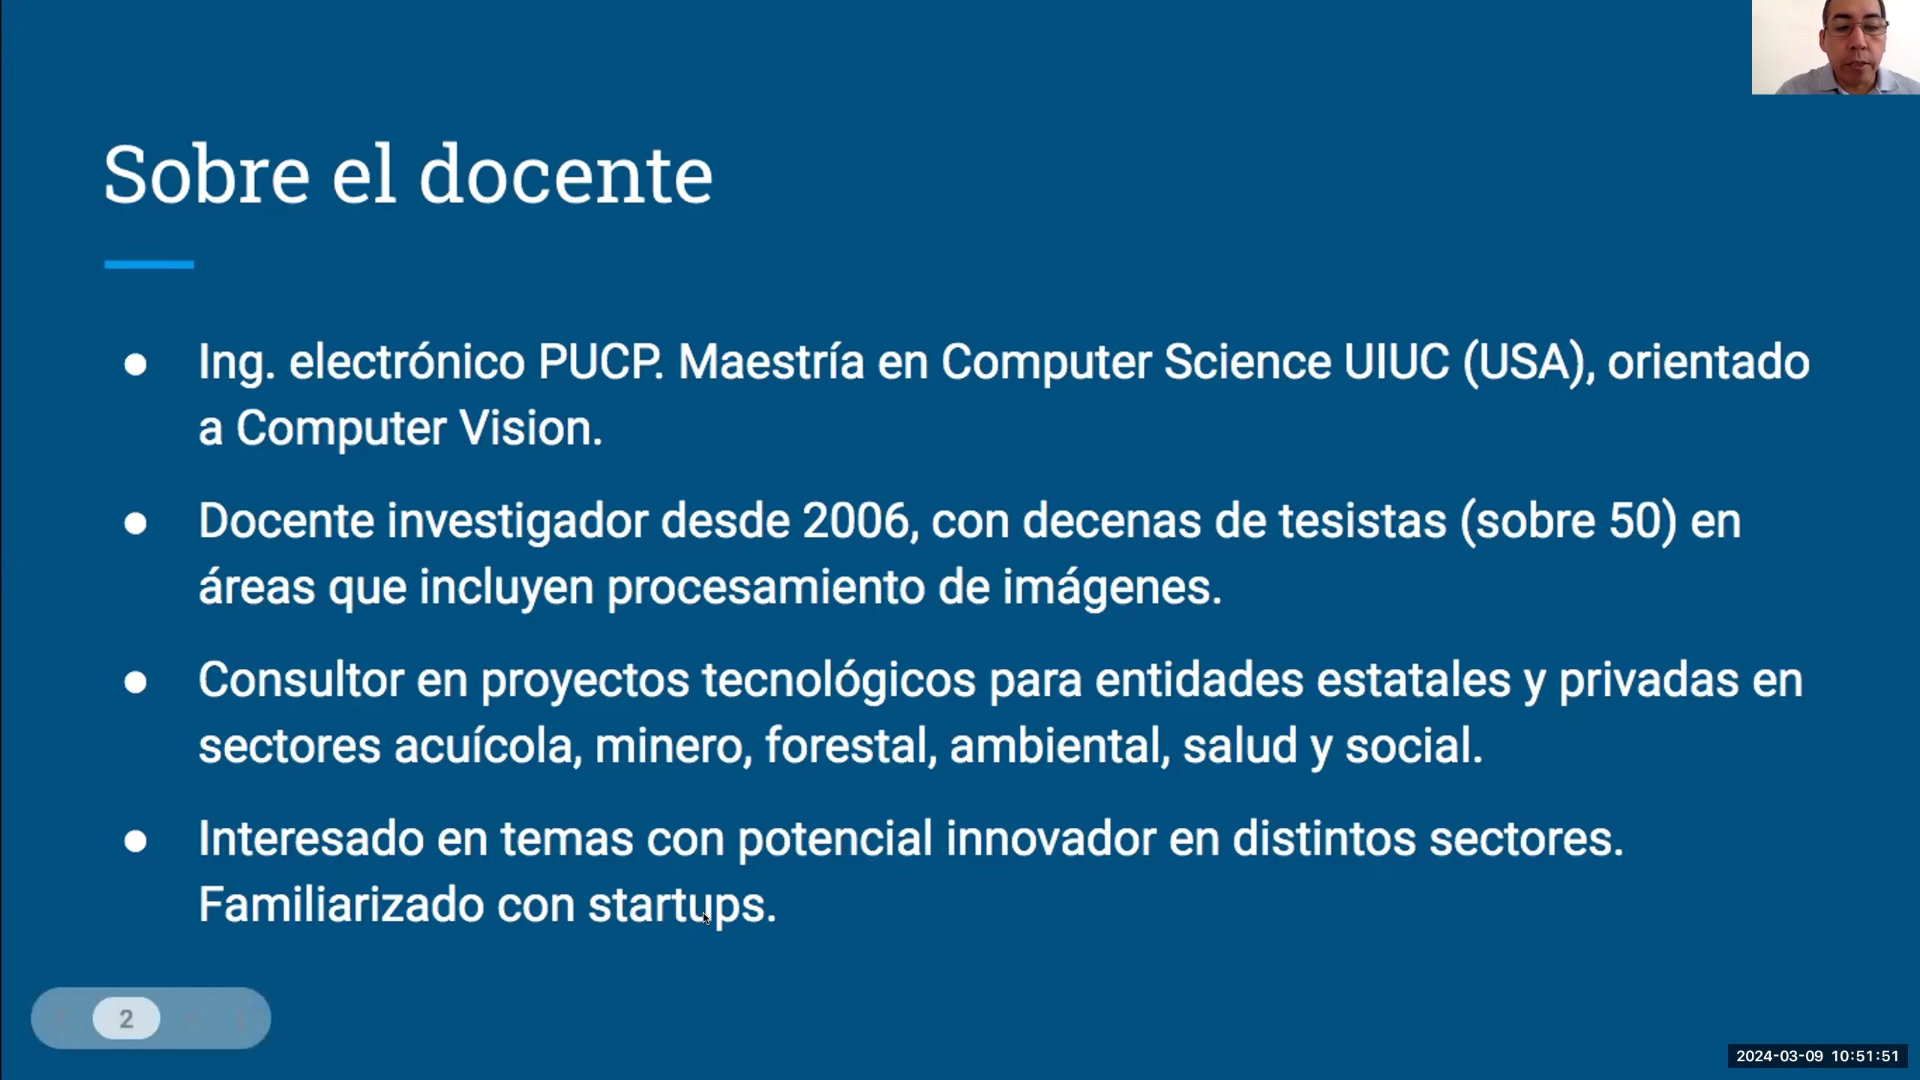 Sobre el docente
● Ing. electrónico PUCP. Maestría en Computer Science UIUC (USA), orientado
a Computer Vision.
● Docente investigador desde 2006, con decenas de tesistas (sobre 50) en
áreas que incluyen procesamiento de imágenes.
● Consultor en proyectos tecnológicos para entidades estatales y privadas en
sectores acuícola, minero, forestal, ambiental, salud y social.
● Interesado en temas con potencial innovador en distintos sectores.
Familiarizado con startups.
2
2024-03-09 10:51:51